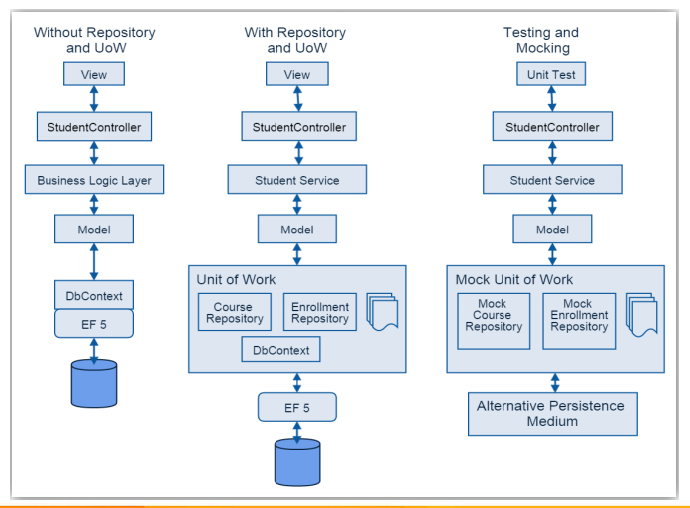 Without Repository
and UoW
View
StudentController
Business Logic Layer
Model
DbContext
EF 5
With Repository
and UoW
View
StudentController
Student Service
Model
Unit of Work
Course
Repository
Enrollment
Repository
DbContext
EF 5
Testing and
Mocking
Unit Test
StudentController
Student Service
Model
Mock Unit of Work
Mock
Course
Repository
Mock
Enrollment
Repository
Alternative Persistence
Medium